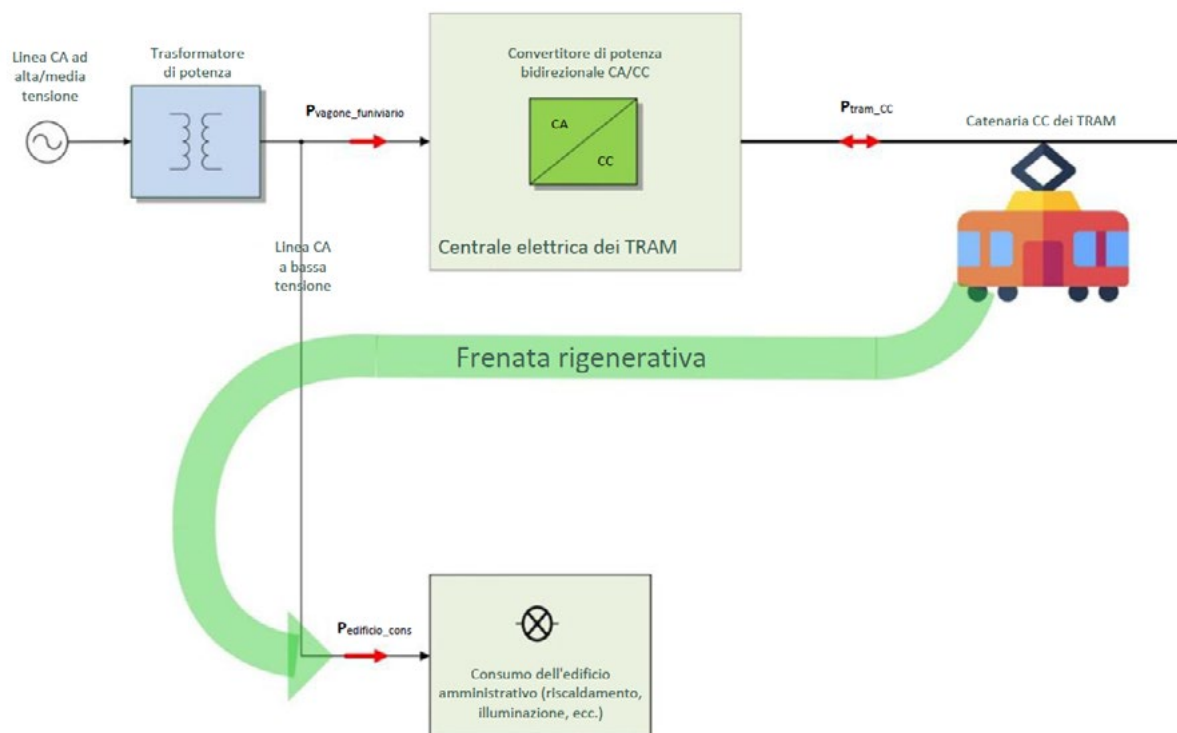 Linea CA ad
alta/media
tensione
Trasformatore
di potenza
Pvagone_funiviario
Convertitore di potenza
bidirezionale CA/CC
CA
CC
Centrale elettrica dei TRAM
Ptram_CC
Catenaria CC dei TRAM
Linea CA
a bassa
tensione
Frenata rigenerativa
Pedificio_cons
Consumo dell'edificio
amministrativo (riscaldamento,
illuminazione, ecc.)